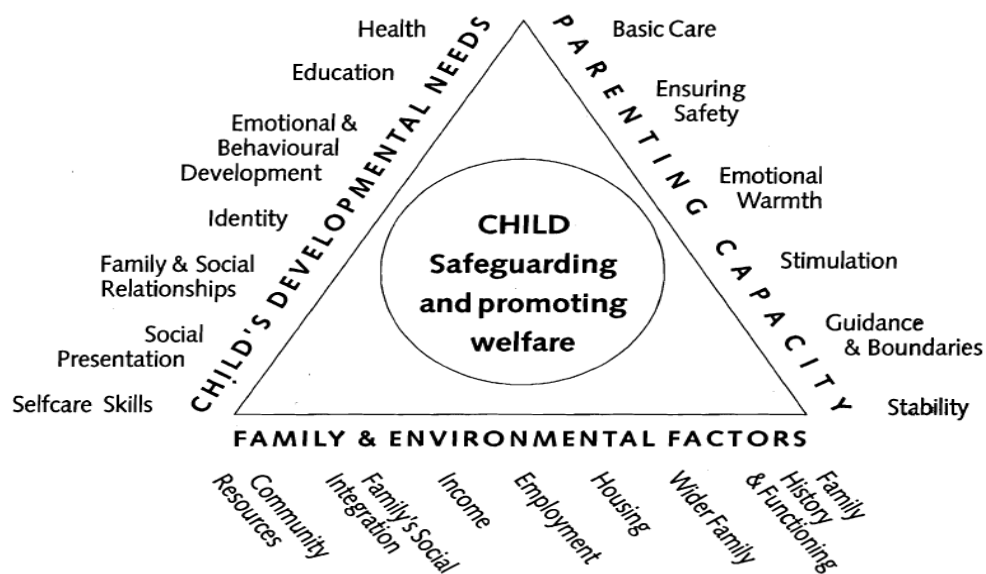 Health
Education
Emotional &
Behavioural
Development
Identity
Family & Social
Relationships
Social
Presentation
Selfcare Skills
CHILD'S DEVELOPMENTAL NEEDS
CHILD
Safeguarding
and promoting
welfare
PARENTING CAPACITY
Basic Care
Ensuring
Safety
Emotional
Warmth
Stimulation
Guidance
& Boundaries
Stability
FAMILY & ENVIRONMENTAL FACTORS
Community
Resources
Family's Social
Integration
Income
Employment
Housing
Wider Family
Family
History
& Functioning